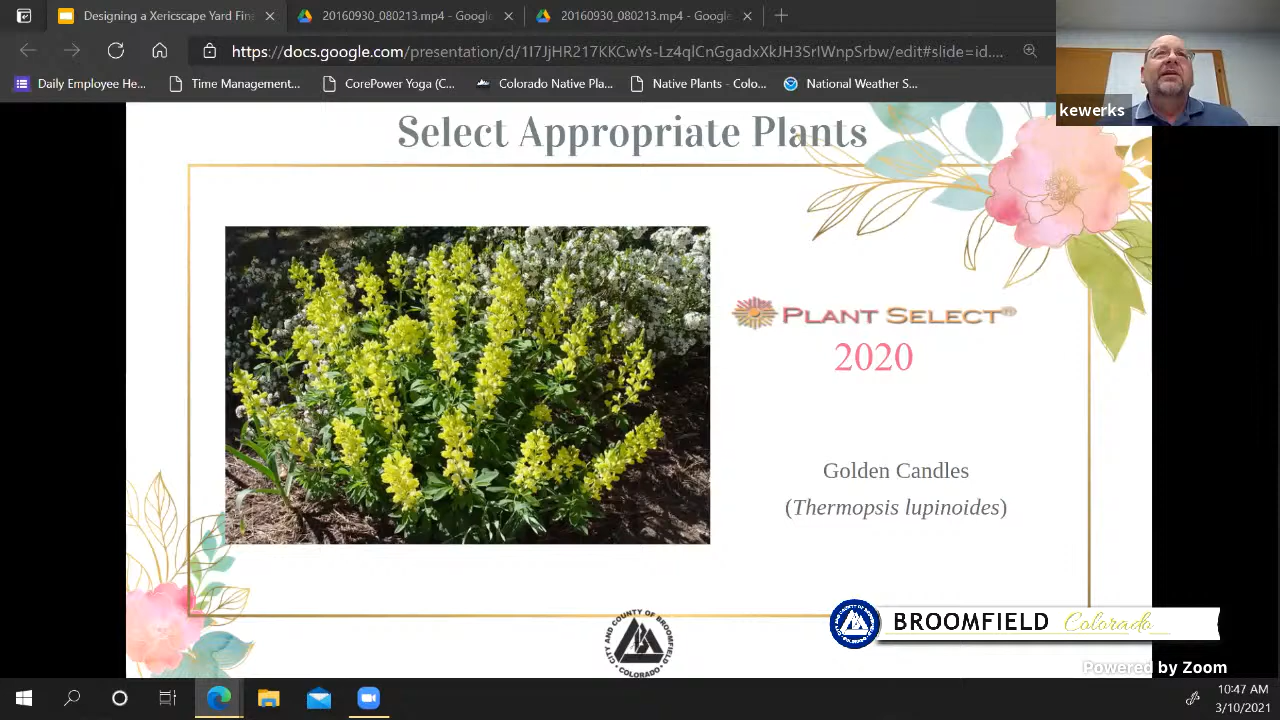 Designing a Xericscape Yard Fin
20160930_080213.mp4 - Google
20160930_080213.mp4 - Google
https://docs.google.com/presentation/d/1I7JjHR217KKCwYs-Lz4qlCnGgadxXkJH3SrIWnpSrbw/edit#slide=id....
Daily Employee He...
Time Management...
CorePower Yoga (C...
Colorado Native Pla...
Native Plants - Colo...
National Weather S...
kewerks
Select Appropriate Plants
PLANT SELECT®
2020
Golden Candles
(Thermopsis lupinoides)
CITY AND COUNTY OF BROOMFIELD
COLORADO
BROOMFIELD Colorado
Powered by Zoom
10:47 AM
3/10/2021